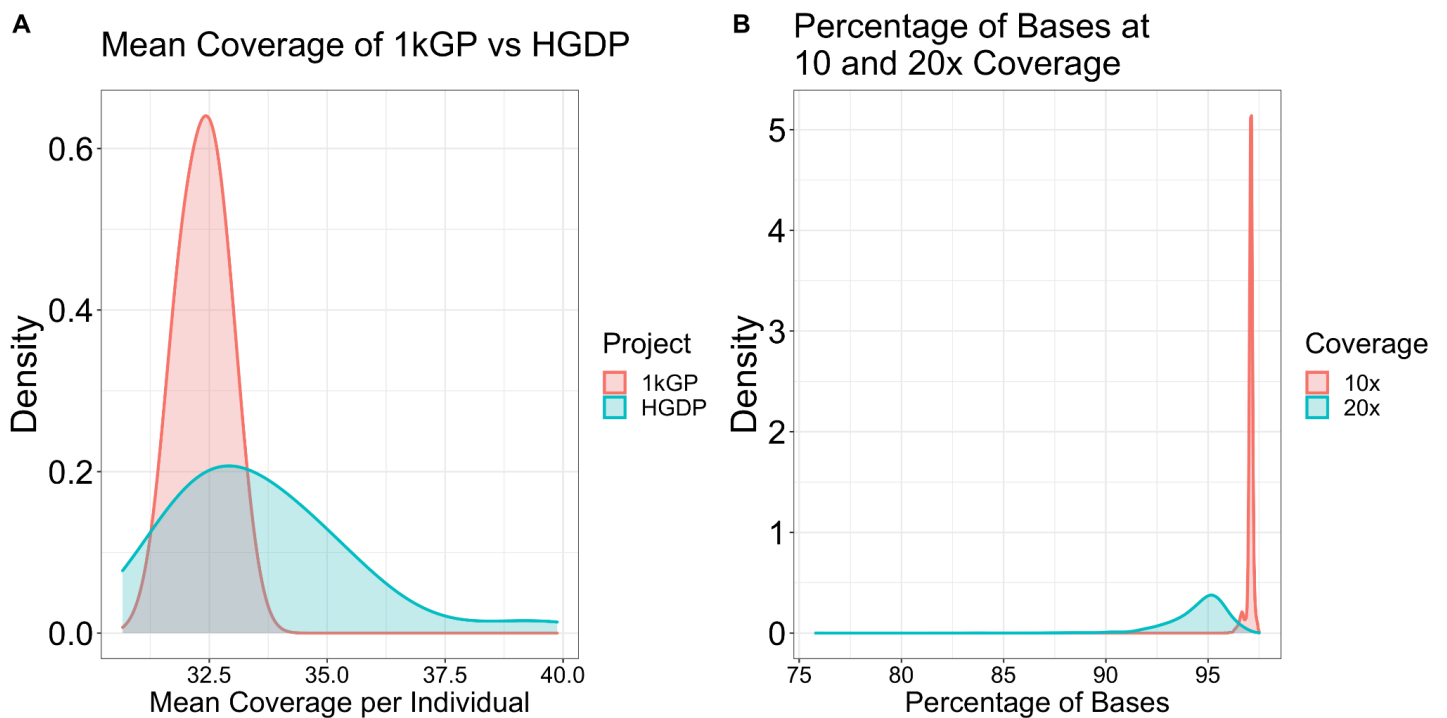 A
Mean Coverage of 1kGP vs HGDP
Density
0.6
0.4
0.2
0.0
32.5 35.0 37.5 40.0
Mean Coverage per Individual
Project
1kGP
HGDP
B
Percentage of Bases at
10 and 20x Coverage
Density
5
4
3
2
1
0
75 80 85 90 95
Percentage of Bases
Coverage
10x
20x